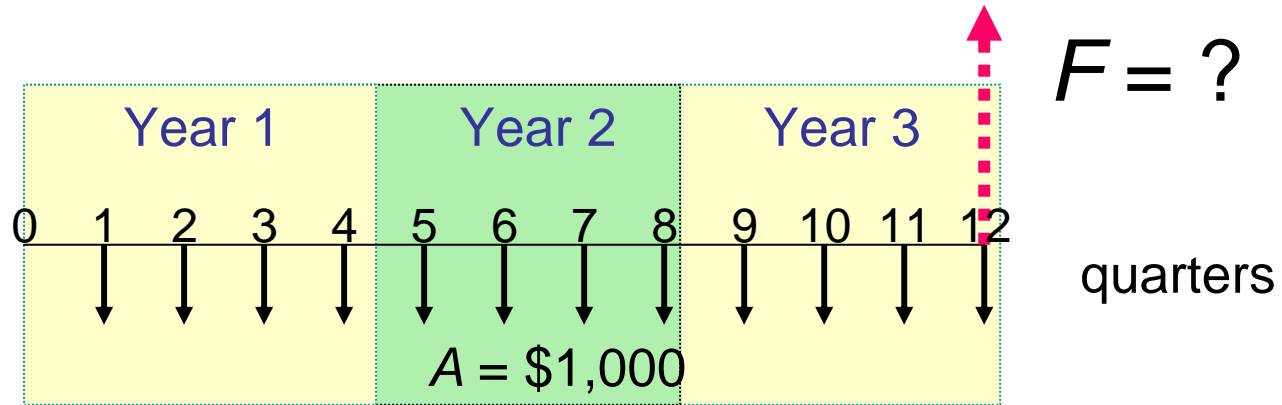 F = ?
Year 1 Year 2 Year 3
0 1 2 3 4 5 6 7 8 9 10 11 12
quarters
A = $1,000